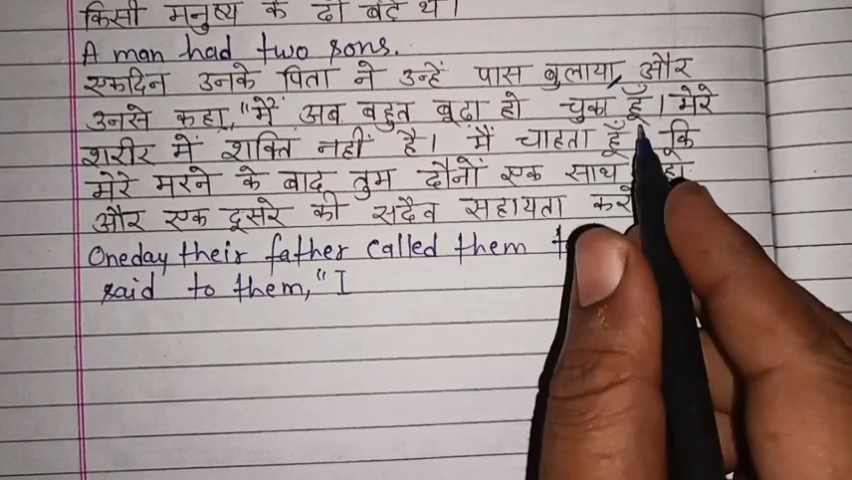 किसी मनुष्य के दो बेटे थे।
A man had two sons.
एकदिन उनके पिता ने उन्हें पास बुलाया, और
उनसे कहा, "मैं अब बहुत बूढा हो चुका हूँ। मेरे
शरीर में शक्ति नहीं है। मैं चाहता हूँ कि
मेरे मरने के बाद तुम दौनों एक साथ
और एक दूसरे की सदैव सहायता
Oneday their father called them
said to them, "I